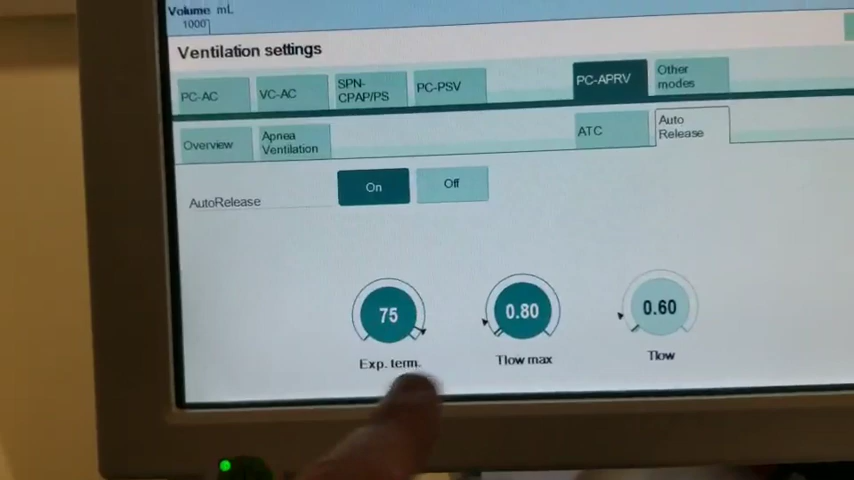 Volume mL
1000
Ventilation settings
PC-AC
VC-AC
SPN-
CPAP/PS
PC-PSV
PC-APRV
Other
modes
Overview
Apnea
Ventilation
ATC
Auto
Release
AutoRelease
On
Off
75
0.80
0.60
Exp. term.
Tlow max
Tlow